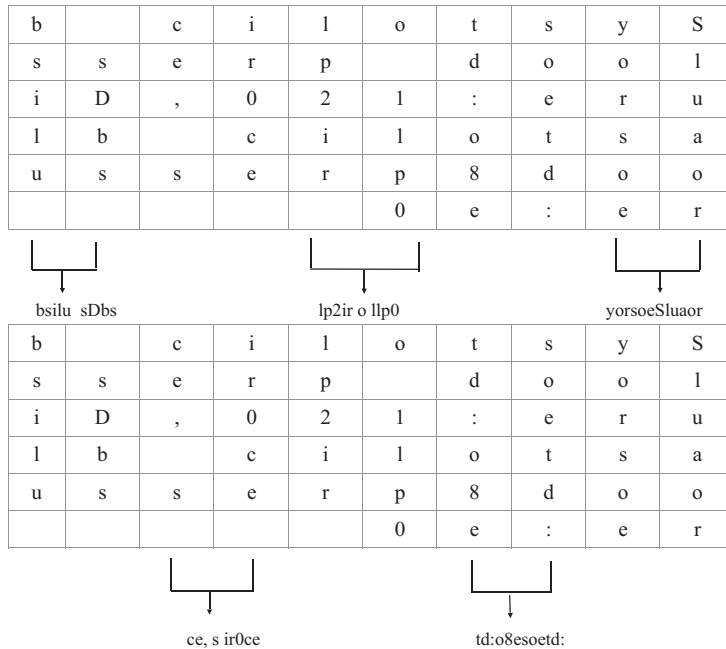 b c i l o t s y S
s s e r p d o o l
i D , 0 2 1 : e r u
l b c i l o t s a
u s s e r p 8 d o o
0 e : e r
bsilu sDbs lp2ir o llp0 yorsoeSluaor
b c i l o t s y S
s s e r p d o o l
i D , 0 2 1 : e r u
l b c i l o t s a
u s s e r p 8 d o o
0 e : e r
ce, s ir0ce td:o8esoetd: